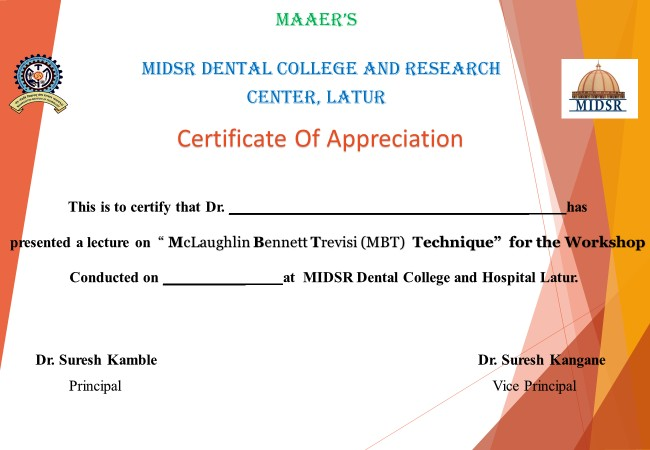 MAAER'S
MIDSR DENTAL COLLEGE AND RESEARCH
CENTER, LATUR
MIDSR
Certificate Of Appreciation
This is to certify that Dr. ______________________________________has
presented a lecture on “ McLaughlin Bennett Trevisi (MBT) Technique” for the Workshop
Conducted on ________________at MIDSR Dental College and Hospital Latur.
Dr. Suresh Kamble
Dr. Suresh Kangane
Principal
Vice Principal